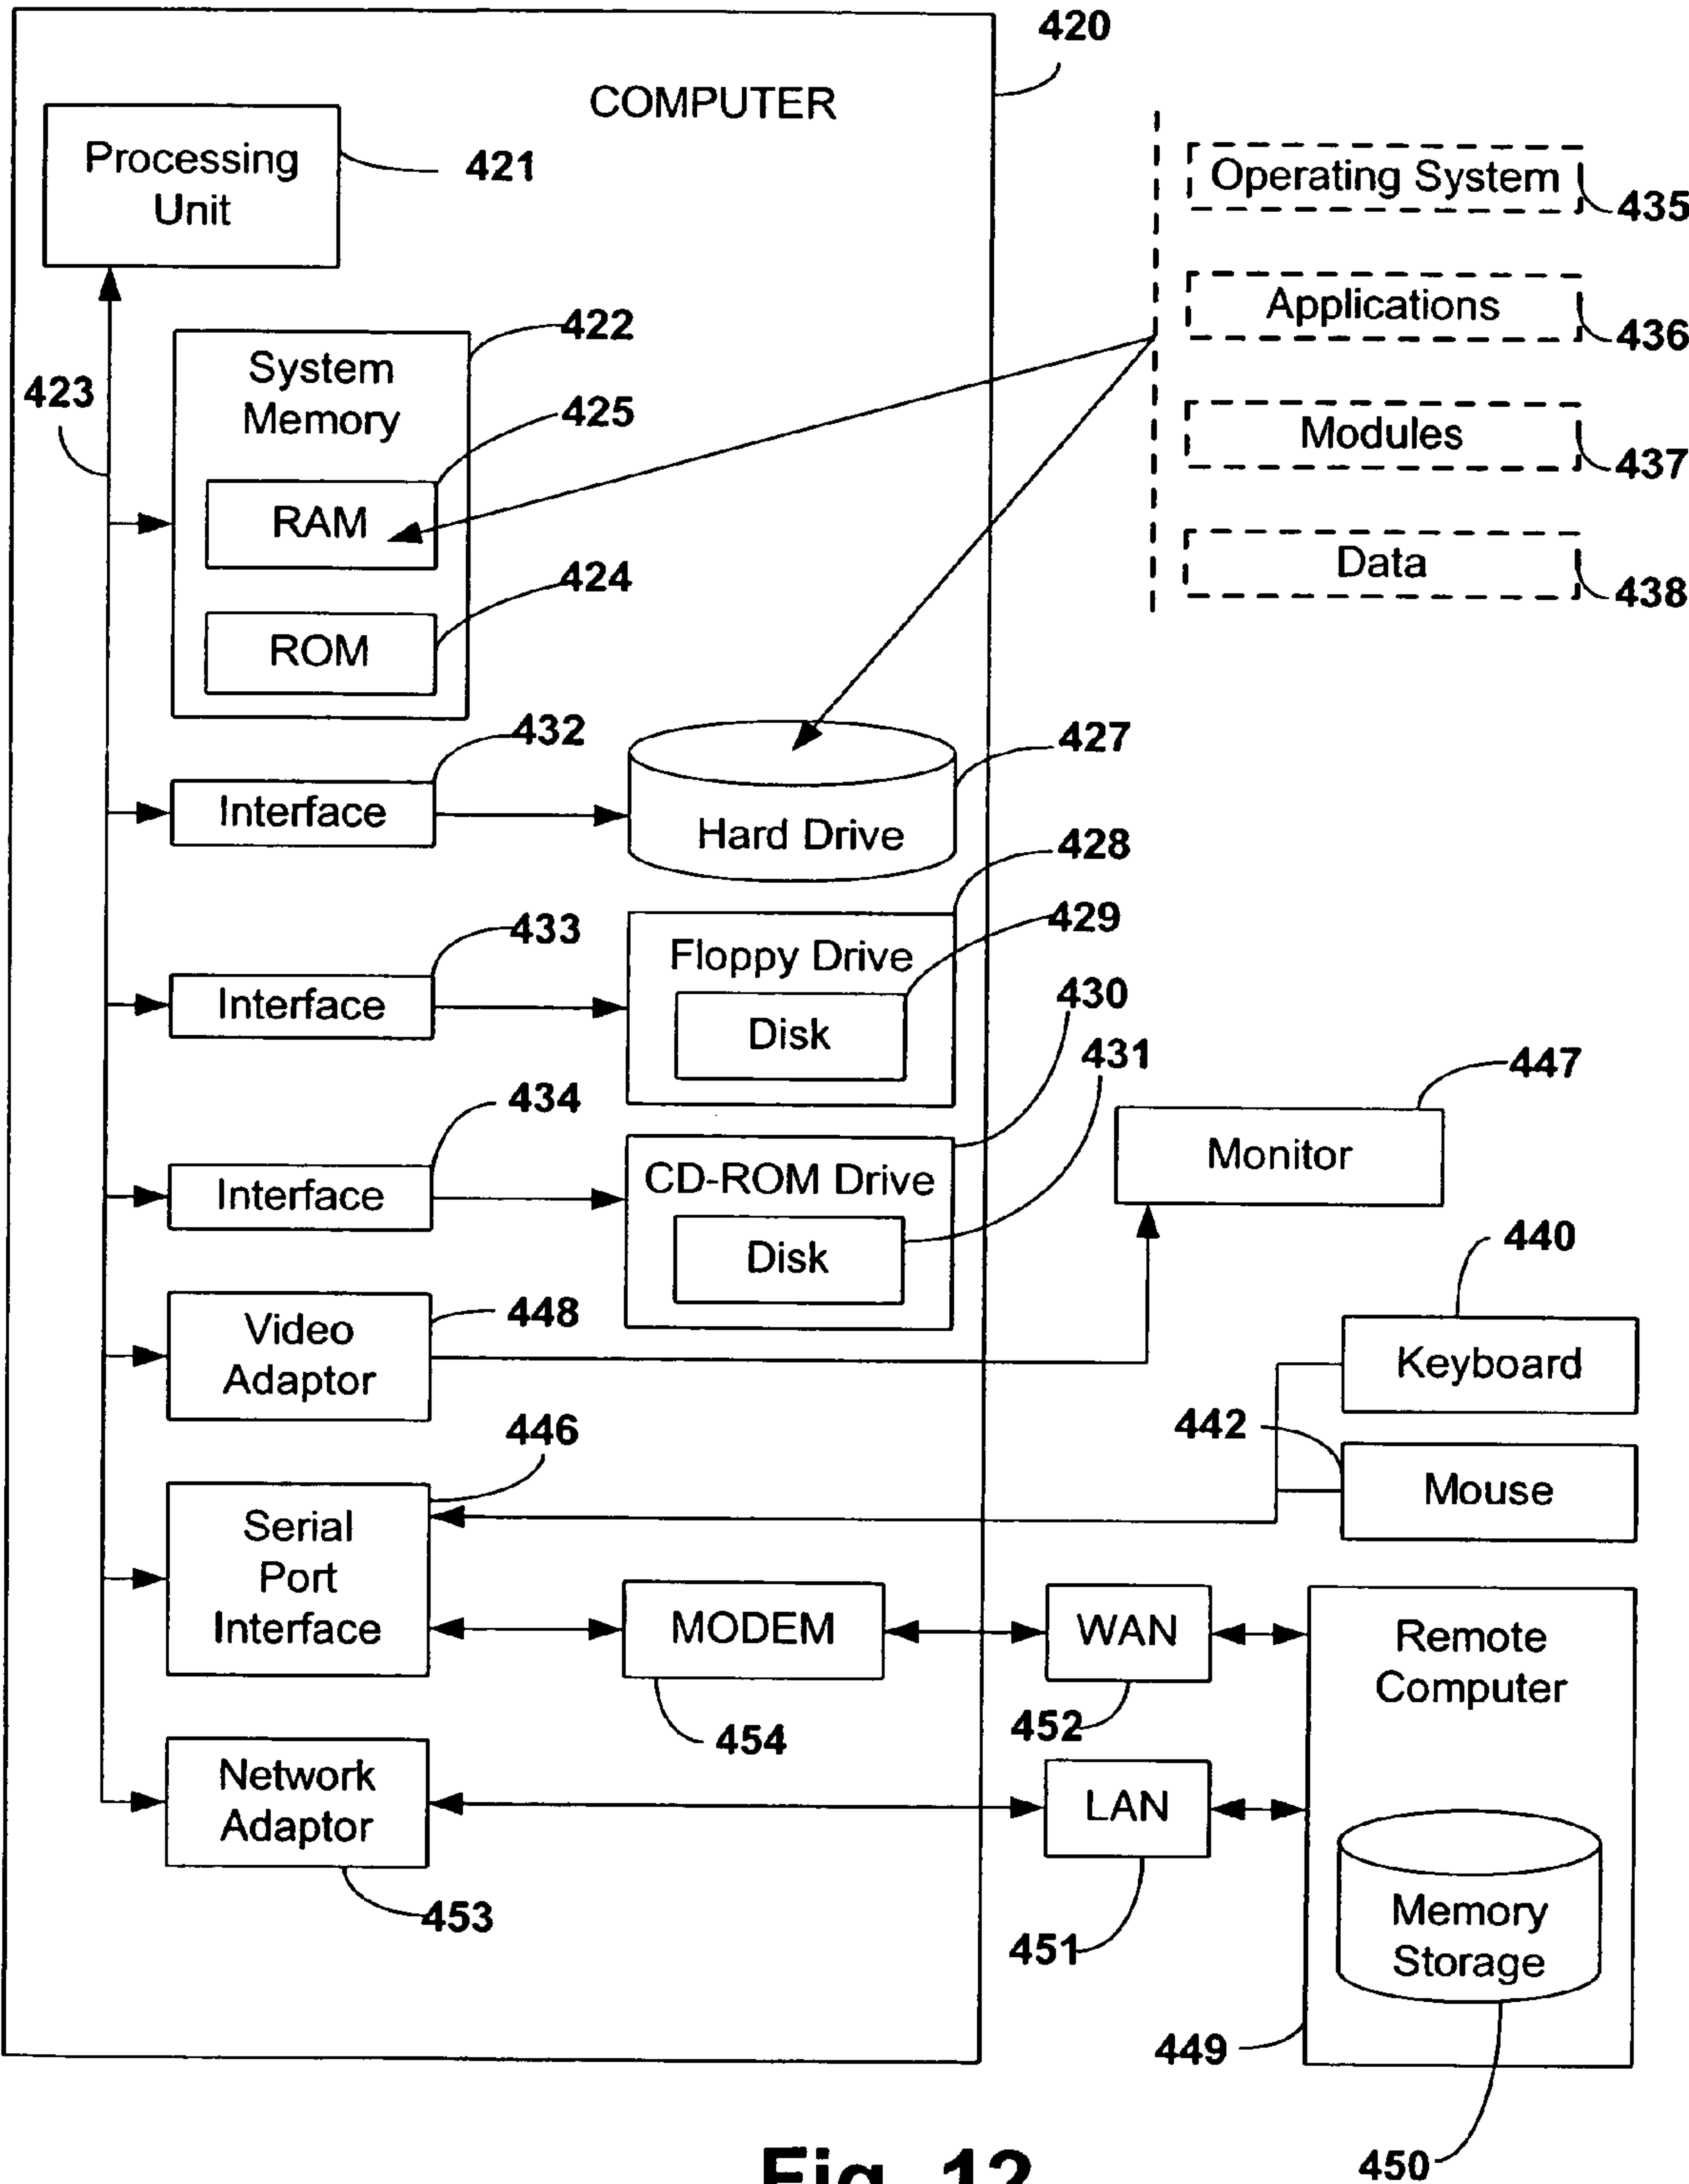 420
COMPUTER
Processing
Unit
421
Operating System
435
Applications
436
Modules
437
Data
438
423
422
System
Memory
425
RAM
424
ROM
432
Interface
427
Hard Drive
428
433
Interface
429
Floppy Drive
Disk
430
431
434
Interface
CD-ROM Drive
Disk
447
Monitor
448
Video
Adaptor
440
Keyboard
442
Mouse
446
Serial
Port
Interface
MODEM
454
WAN
452
Remote
Computer
Network
Adaptor
453
LAN
451
Memory
Storage
449
450
Fig. 12